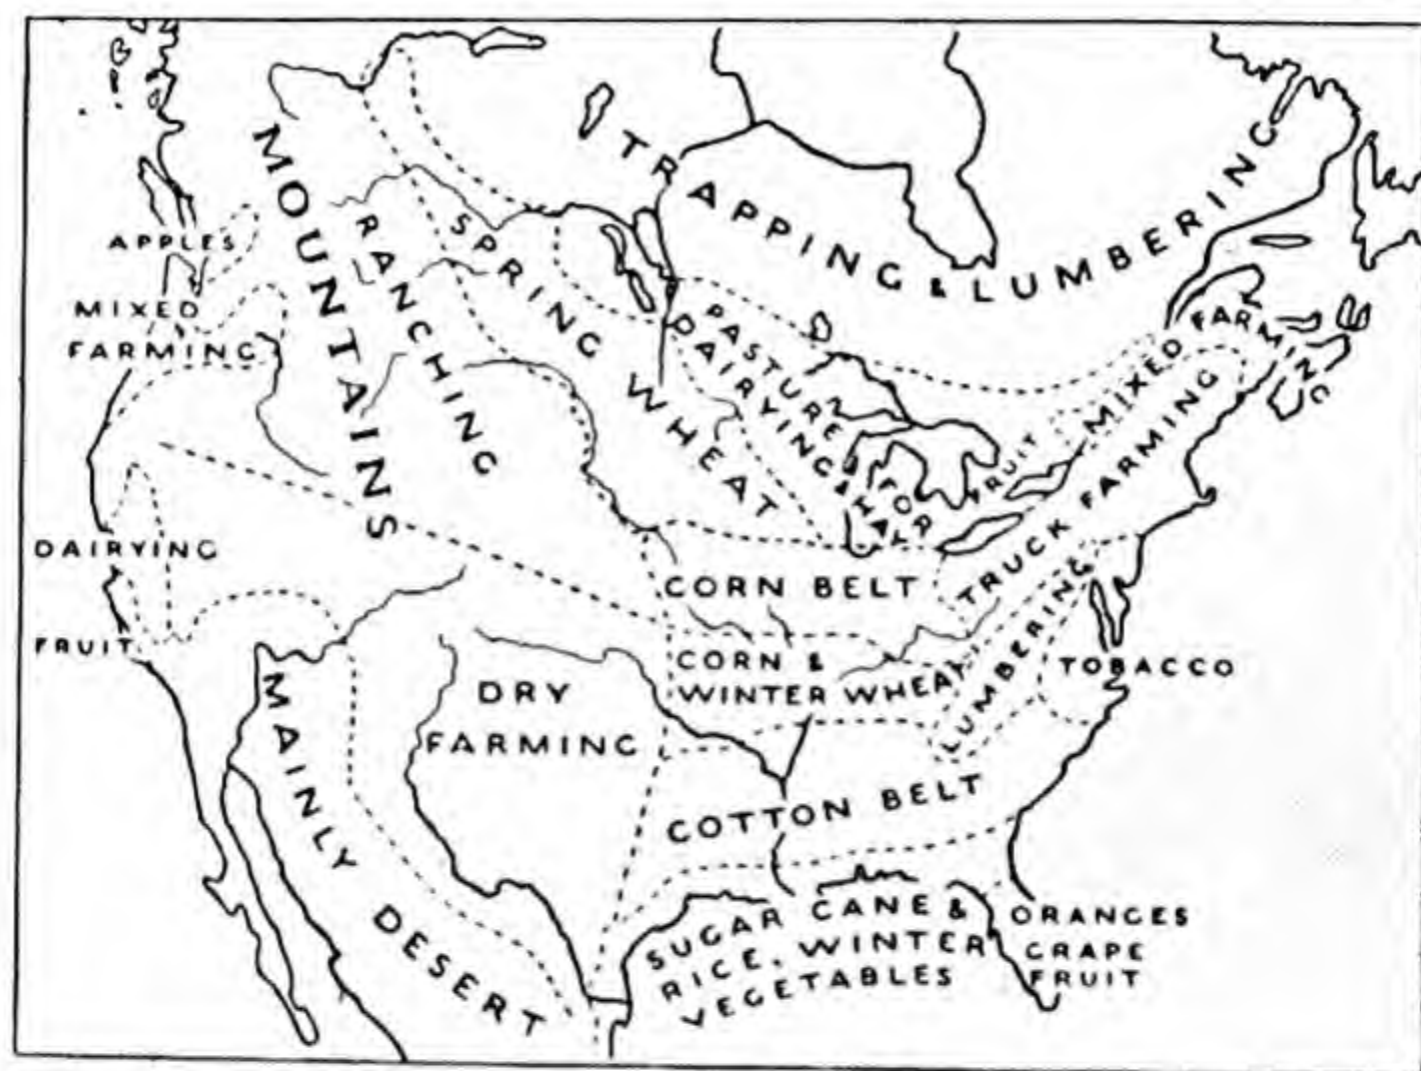 TRAPPING & LUMBERING
MOUNTAINS
RANCHING
SPRING WHEAT
APPLES
MIXED
FARMING
PASTURE FOR
DAIRYING & HAY
FRUIT
MIXED FARMING
TRUCK FARMING
DAIRYING
FRUIT
CORN BELT
LUMBERING
CORN &
WINTER WHEAT
TOBACCO
MAINLY DESERT
DRY
FARMING
COTTON BELT
SUGAR CANE &
RICE, WINTER
VEGETABLES
ORANGES
GRAPE
FRUIT